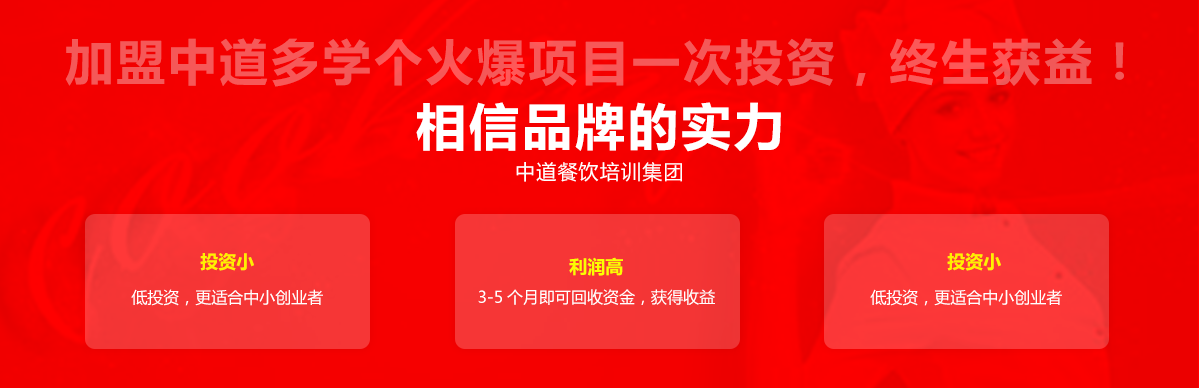 加盟中道多学个火爆项目一次投资，终生获益！
相信品牌的实力
中道餐饮培训集团
投资小
低投资，更适合中小创业者
利润高
3-5 个月即可回收资金，获得收益
投资小
低投资，更适合中小创业者